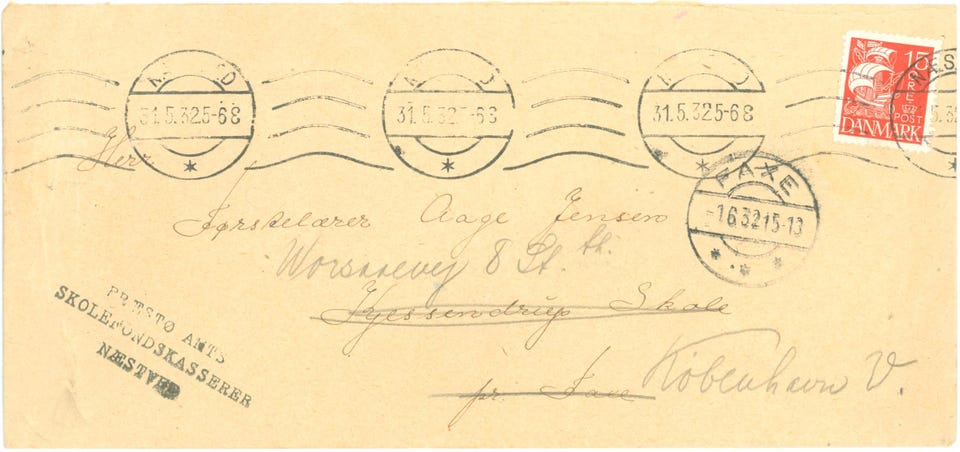 15
POST
DANMARK
31.5.32 5-6 8
31.5.32 5-6 8
31.5.32 5-6 8
Herr
FAXE
-1.6.32 15-13
Førstelærer Aage Jensen
Worsaaevej 8 St. th.
Hjessendrup Skole
pr. Faxe København V.
PRÆSTØ AMTS
SKOLEFONDSKASSERER
NÆSTVED